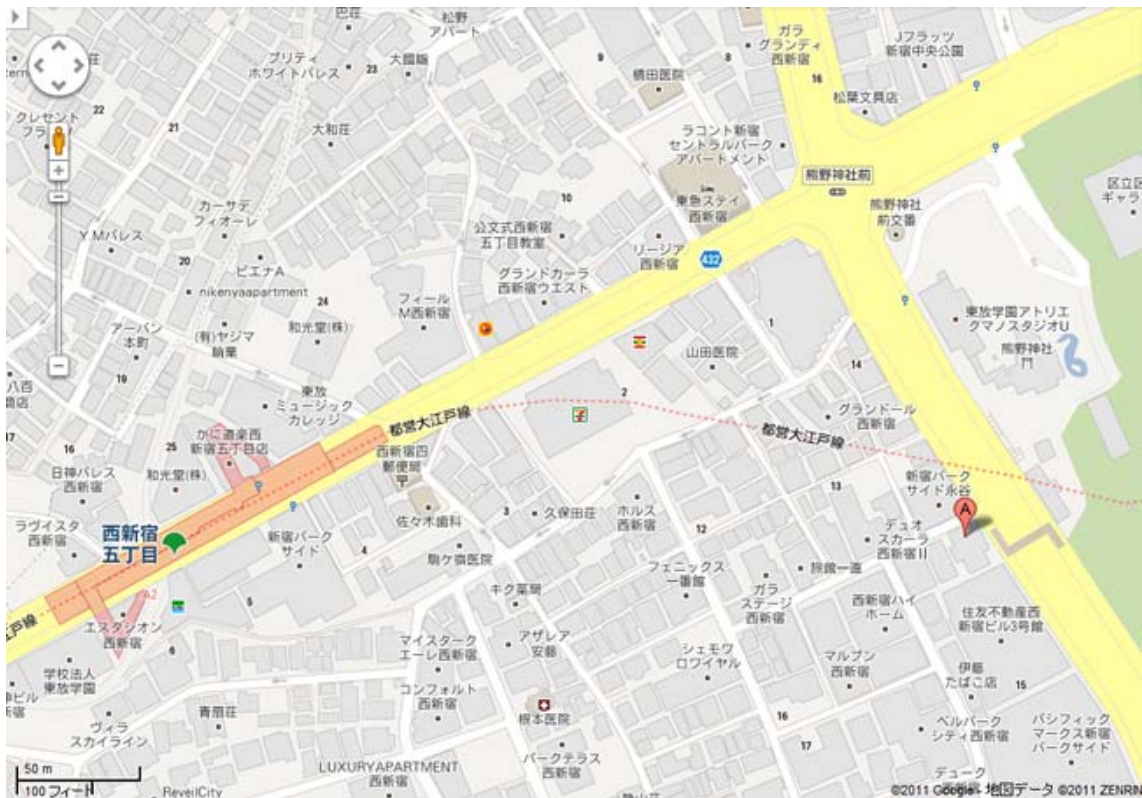 巴荘
松野
アパート
大國臨
プリティ
ホワイトパレス
23
22
21
クレセント
大和荘
9
8
16
横田医院
ガラ
グランディ
西新宿
Jフラッツ
新宿中央公園
松葉文具店
ラコント新宿
セントラルパーク
アパートメント
熊野神社前
東急ステイ
西新宿
熊野神社
前交番
区立区
ギャラ
10
公文式西新宿
五丁目教室
リージア
西新宿
432
グランドカーラ
西新宿ウエスト
カーサデ
フィオーレ
YMパレス
20
ピエナA
nikenyaapartment
24
フィール
M西新宿
和光堂(株)
アーバン
本町
(有)ヤジマ
19
八百
東放
ミュージック
カレッジ
1
2
山田医院
14
東放学園アトリエ
クマノスタジオU
熊野神社
グランドール
西新宿
都営大江戸線
都営大江戸線
16
25
かに道楽西
新宿五丁目店
日神パレス
西新宿
和光堂(株)
西新宿四
郵便局
〒
13
新宿パーク
サイド永谷
A
ラヴィスタ
西新宿
西新宿
五丁目
新宿パーク
サイド
佐々木歯科
3
久保田荘
ホルス
西新宿
12
デュオ
スカーラ
西新宿II
4
駒ケ嶺医院
フェニックス
一番館
旅館一直
5
キク薬局
ガラ
ステージ
西新宿
西新宿ハイ
ホーム
住友不動産西
新宿ビル3号館
A2
エスタシオン
西新宿
6
マイスターク
エーレ西新宿
アザレア
安藤
シェモワ
ロワイヤル
マルブン
西新宿
学校法人
東放学園
伊藤
たばこ店
15
コンフォルト
西新宿
青扇荘
根本医院
16
ヴィラ
スカイライン
17
ベルパーク
シティ西新宿
パシフィック
マークス新宿
パークサイド
パークテラス
西新宿
LUXURYAPARTMENT
西新宿
デューク
西新宿
50 m
100 フィート
ReveilCity
©2011 Google - 地図データ ©2011 ZENRIN